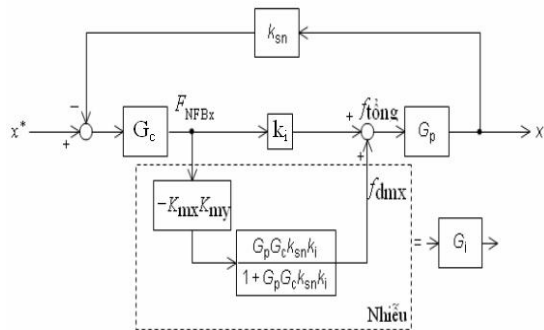 k_sn
−
x*
+
G_c
F_NFBx
k_i
+
f_tổng
+
G_p
x
−K_mx K_my
f_dmx
G_p G_c k_sn k_i
1 + G_p G_c k_sn k_i
=
G_i
Nhiễu